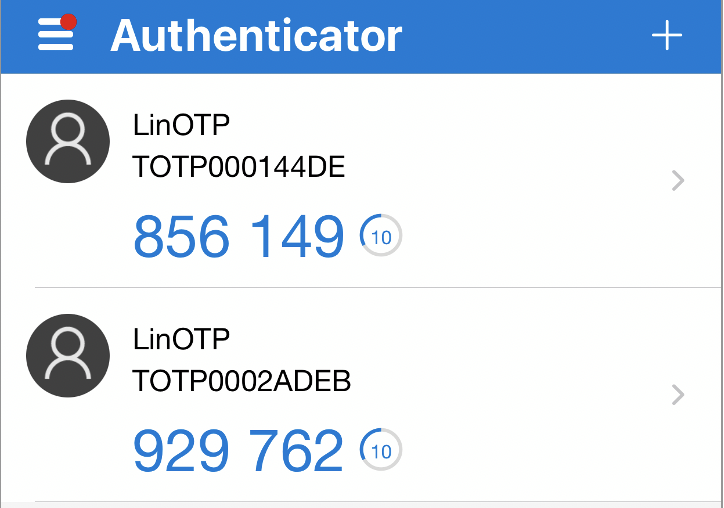 Authenticator
LinOTP
TOTP000144DE
856 149 10
LinOTP
TOTP0002ADEB
929 762 10